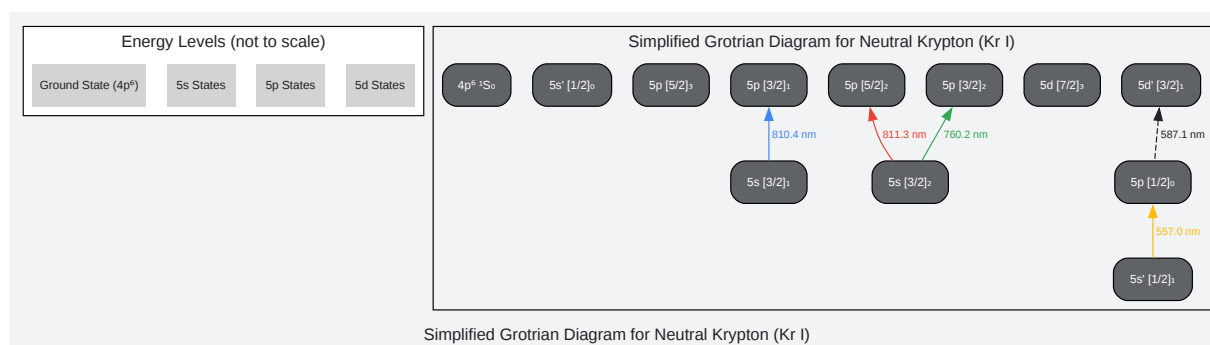 Energy Levels (not to scale)
Ground State (4p⁶)
5s States
5p States
5d States
Simplified Grotrian Diagram for Neutral Krypton (Kr I)
4p⁶ ¹S₀
5s' [1/2]₀
5p [5/2]₃
5p [3/2]₁
5p [5/2]₂
5p [3/2]₂
5d [7/2]₃
5d' [3/2]₁
810.4 nm
811.3 nm
760.2 nm
587.1 nm
5s [3/2]₁
5s [3/2]₂
5p [1/2]₀
557.0 nm
5s' [1/2]₁
Simplified Grotrian Diagram for Neutral Krypton (Kr I)